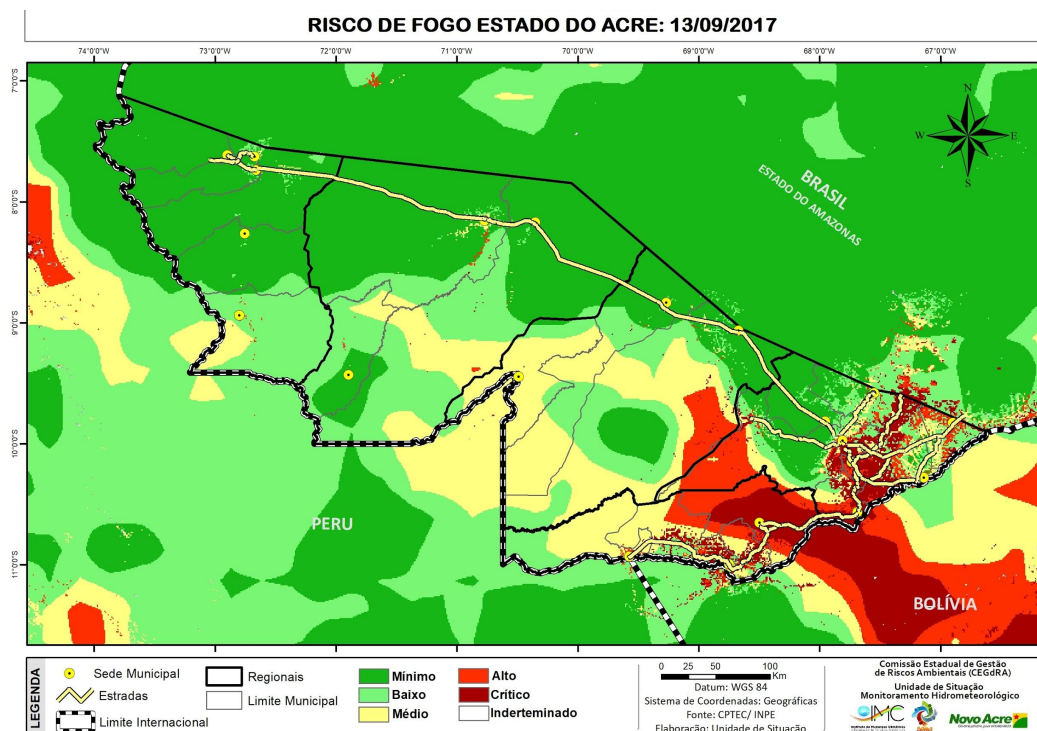 RISCO DE FOGO ESTADO DO ACRE: 13/09/2017
74°0'0"O 73°0'0"O 72°0'0"O 71°0'0"O 70°0'0"O 69°0'0"O 68°0'0"O 67°0'0"O
7°0'0"S
8°0'0"S
9°0'0"S
10°0'0"S
11°0'0"S
N
W E
S
BRASIL
ESTADO DO AMAZONAS
PERU
BOLÍVIA
LEGENDA
Sede Municipal
Estradas
Limite Internacional
Regionais
Limite Municipal
Mínimo
Baixo
Médio
Alto
Crítico
Inderteminado
0 25 50 100
Km
Datum: WGS 84
Sistema de Coordenadas: Geográficas
Fonte: CPTEC/ INPE
Elaboração: Unidade de Situação
Comissão Estadual de Gestão
de Riscos Ambientais (CEGdRA)
Unidade de Situação
Monitoramento Hidrometeorológico
IMC
Novo Acre